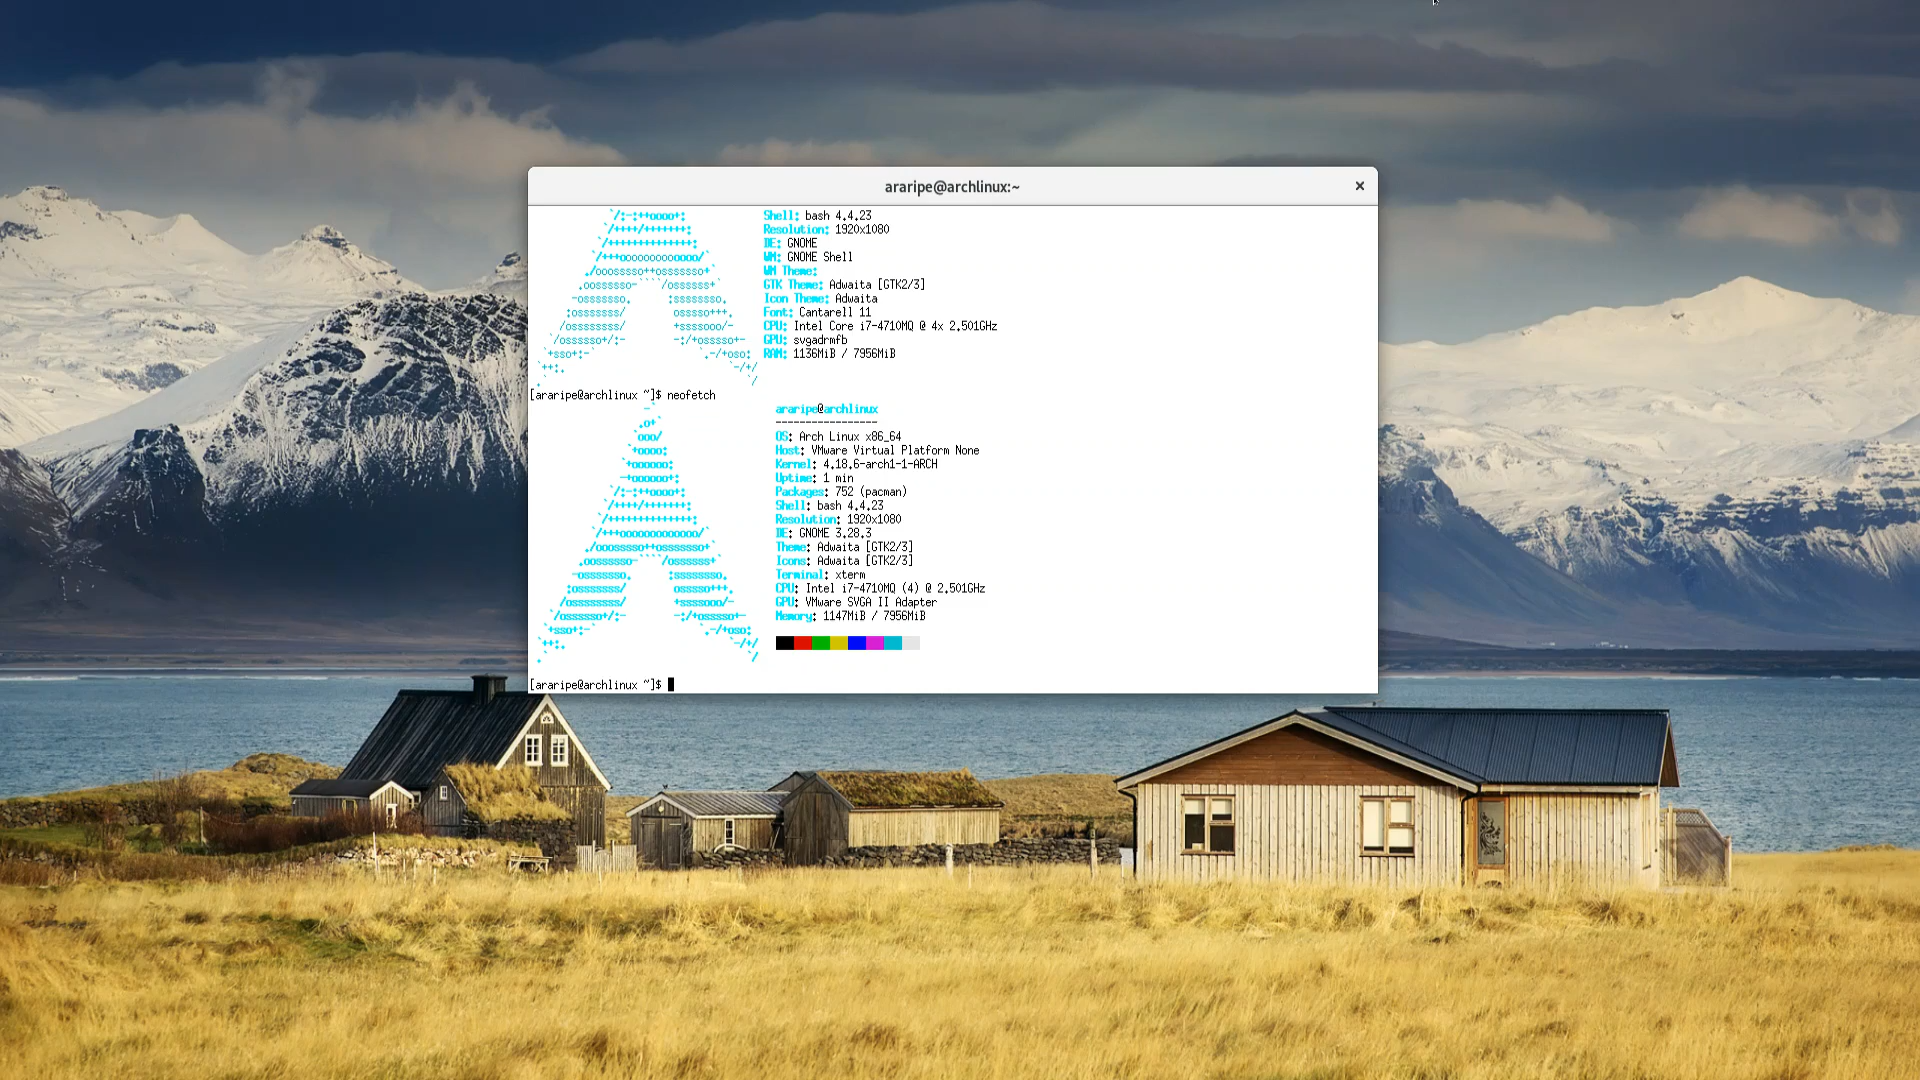 araripe@archlinux:~
Shell: bash 4.4.23
Resolution: 1920x1080
DE: GNOME
WM: GNOME Shell
WM Theme:
GTK Theme: Adwaita [GTK2/3]
Icon Theme: Adwaita
Font: Cantarell 11
CPU: Intel Core i7-4710MQ @ 4x 2.501GHz
GPU: svgadrmfb
RAM: 1136MiB / 7956MiB
[araripe@archlinux ~]$ neofetch
araripe@archlinux
-----------------
OS: Arch Linux x86_64
Host: VMware Virtual Platform None
Kernel: 4.18.6-arch1-1-ARCH
Uptime: 1 min
Packages: 752 (pacman)
Shell: bash 4.4.23
Resolution: 1920x1080
DE: GNOME 3.28.3
Theme: Adwaita [GTK2/3]
Icons: Adwaita [GTK2/3]
Terminal: xterm
CPU: Intel i7-4710MQ (4) @ 2.501GHz
GPU: VMware SVGA II Adapter
Memory: 1147MiB / 7956MiB
[araripe@archlinux ~]$